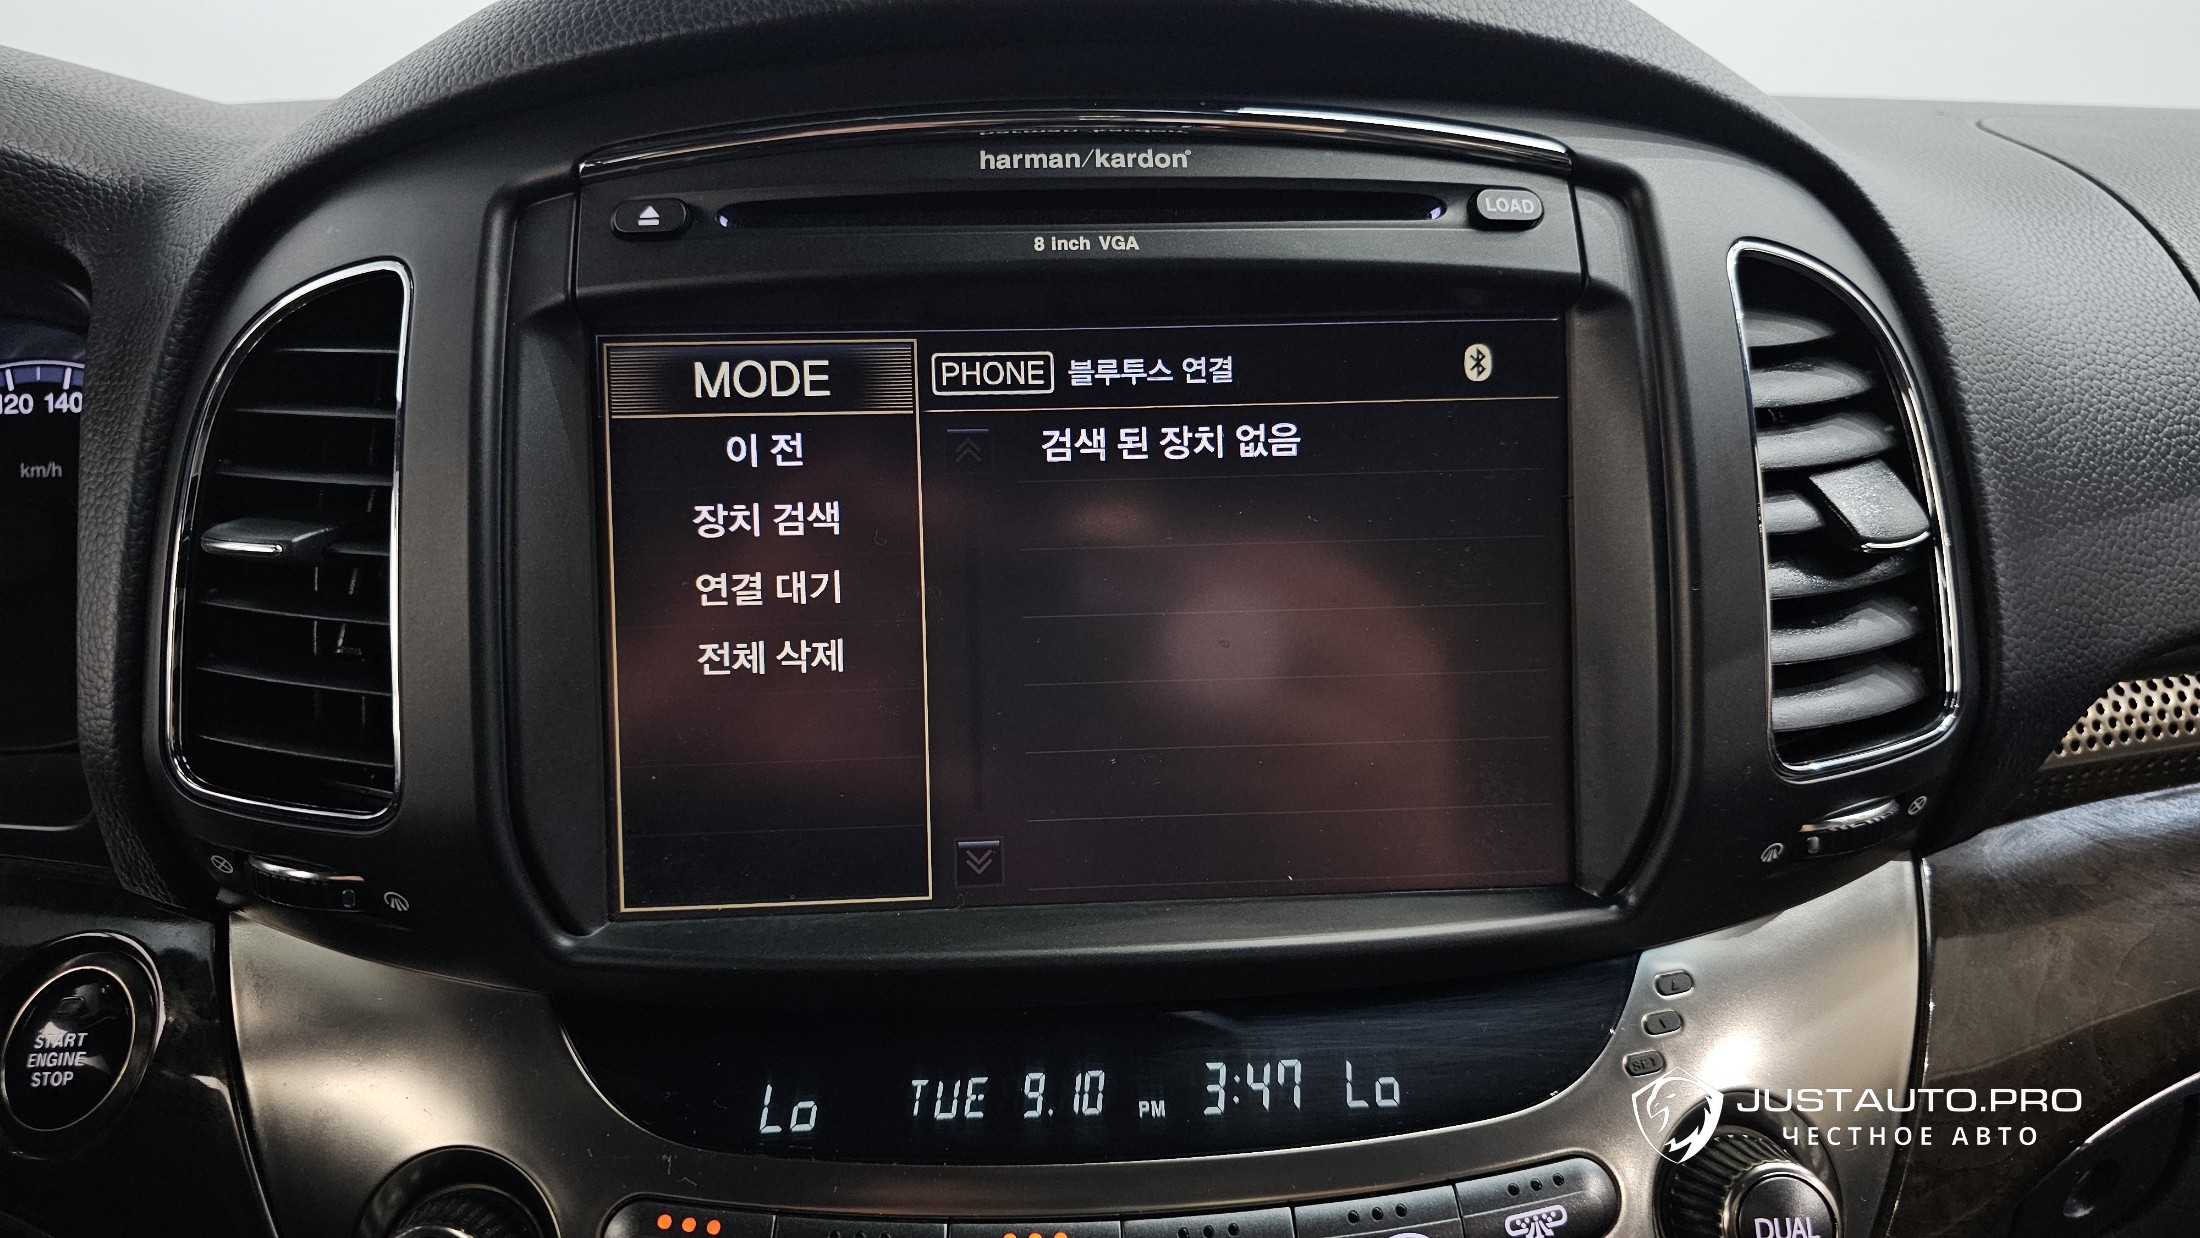 harman/kardon
LOAD
8 inch VGA
MODE
이 전
장치 검색
연결 대기
전체 삭제
PHONE 블루투스 연결
검색 된 장치 없음
120 140
km/h
START
ENGINE
STOP
Lo TUE 9.10 PM 3:47 Lo
SET
DUAL
JUSTAUTO.PRO
ЧЕСТНОЕ АВТО